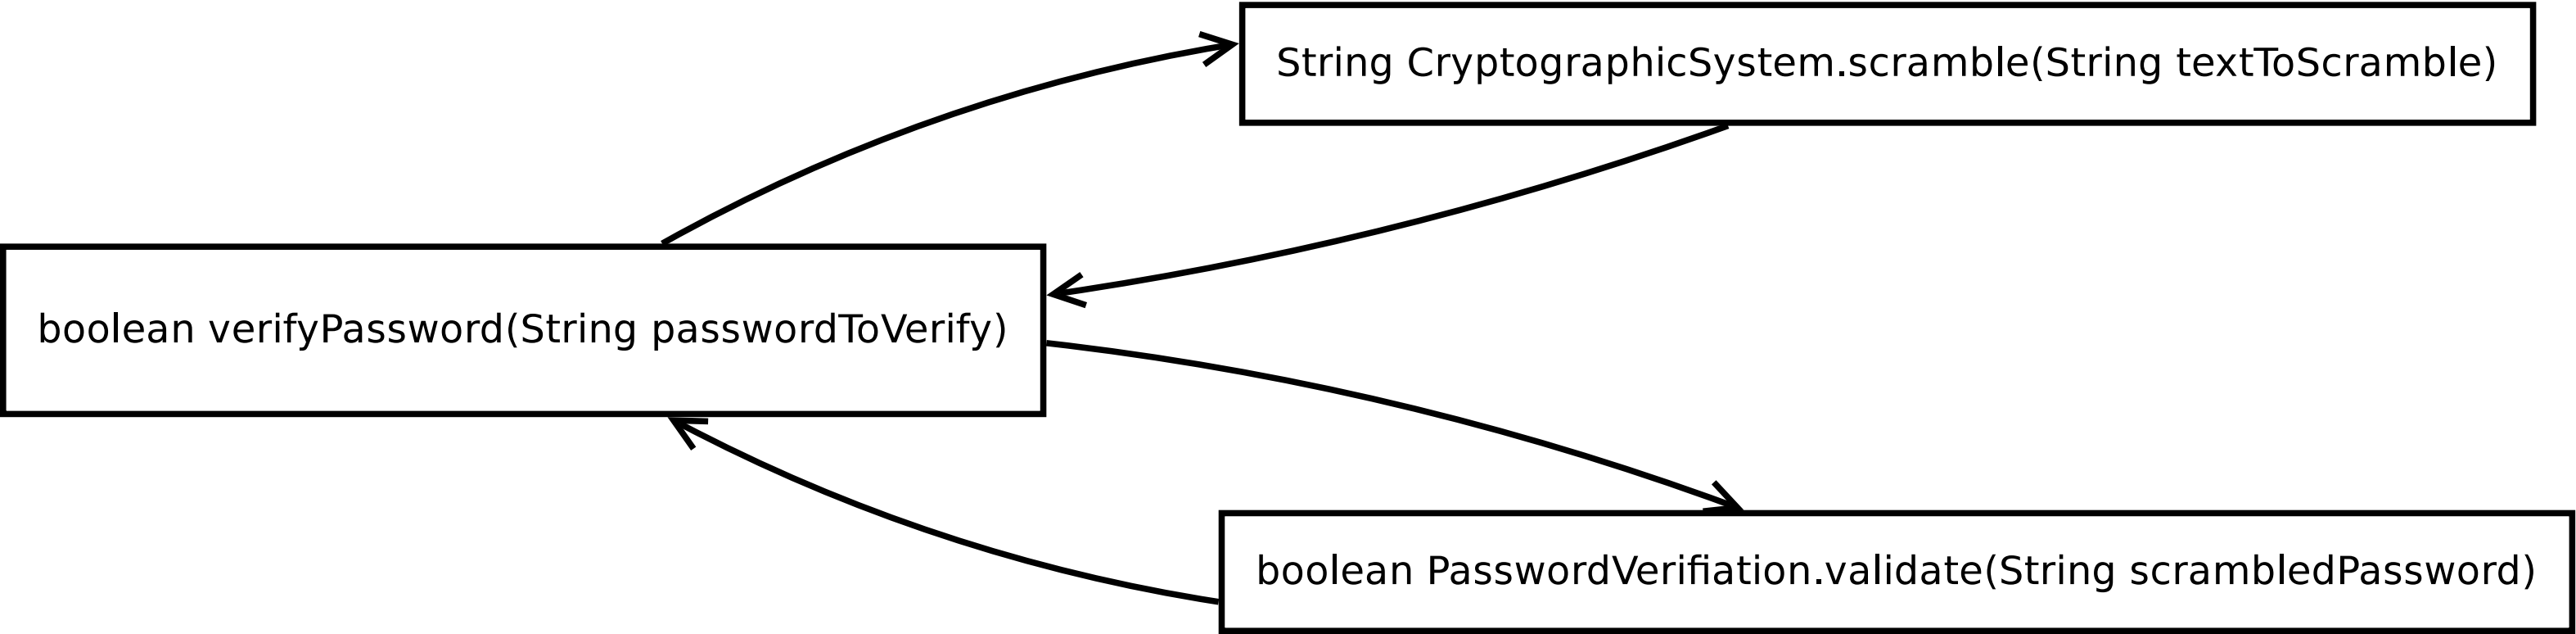 String CryptographicSystem.scramble(String textToScramble)
boolean verifyPassword(String passwordToVerify)
boolean PasswordVerifiation.validate(String scrambledPassword)